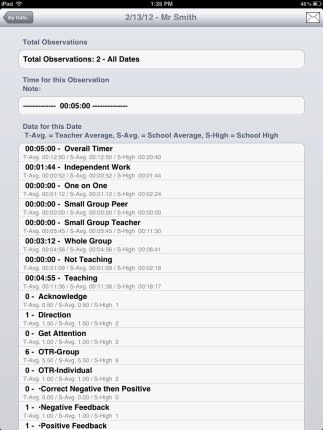 iPad
1:35 PM
40%
By Date..
2/13/12 - Mr Smith
Total Observations
Total Observations: 2 - All Dates
Time for this Observation
Note:
------------- 00:05:00 --------------
Data for this Date
T-Avg. = Teacher Average, S-Avg. = School Average, S-High = School High
00:05:00 - Overall Timer
T-Avg. 00:12:50 / S-Avg. 00:12:50 / S-High 00:20:40
00:01:44 - Independent Work
T-Avg. 00:00:52 / S-Avg. 00:00:52 / S-High 00:01:44
00:00:00 - One on One
T-Avg. 00:01:12 / S-Avg. 00:01:12 / S-High 00:02:24
00:00:00 - Small Group Peer
T-Avg. 00:00:00 / S-Avg. 00:00:00 / S-High 00:00:00
00:00:00 - Small Group Teacher
T-Avg. 00:05:45 / S-Avg. 00:05:45 / S-High 00:11:30
00:03:12 - Whole Group
T-Avg. 00:04:56 / S-Avg. 00:04:56 / S-High 00:06:41
00:00:00 - Not Teaching
T-Avg. 00:01:09 / S-Avg. 00:01:09 / S-High 00:02:18
00:04:55 - Teaching
T-Avg. 00:11:36 / S-Avg. 00:11:36 / S-High 00:18:17
0 - Acknowledge
T-Avg. 0.50 / S-Avg. 0.50 / S-High 1
1 - Direction
T-Avg. 1.50 / S-Avg. 1.50 / S-High 2
0 - Get Attention
T-Avg. 1.00 / S-Avg. 1.00 / S-High 2
6 - OTR-Group
T-Avg. 5.50 / S-Avg. 5.50 / S-High 6
0 - OTR-Individual
T-Avg. 1.00 / S-Avg. 1.00 / S-High 2
0 - ·Correct Negative then Positive
T-Avg. 0.00 / S-Avg. 0.00 / S-High 0
1 - ·Negative Feedback
T-Avg. 1.00 / S-Avg. 1.00 / S-High 1
1 - ·Positive Feedback